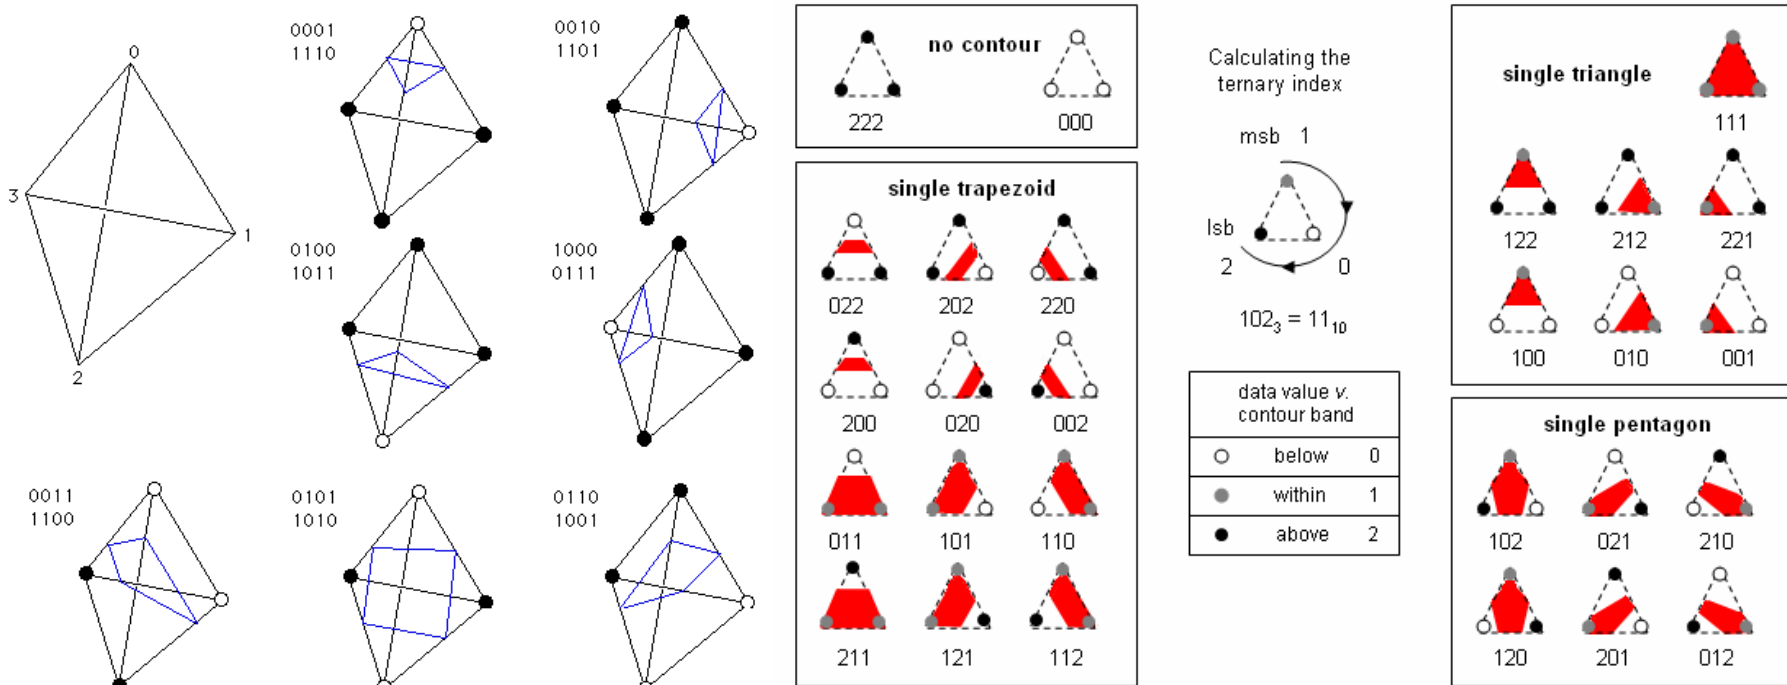 0
3
1
2
0001
1110
0010
1101
0100
1011
1000
0111
0011
1100
0101
1010
0110
1001
no contour
222 000
single trapezoid
022 202 220
200 020 002
011 101 110
211 121 112
Calculating the
ternary index
msb 1
lsb
2 0
102₃ = 11₁₀
data value v.
contour band
below 0
within 1
above 2
single triangle
111
122 212 221
100 010 001
single pentagon
102 021 210
120 201 012